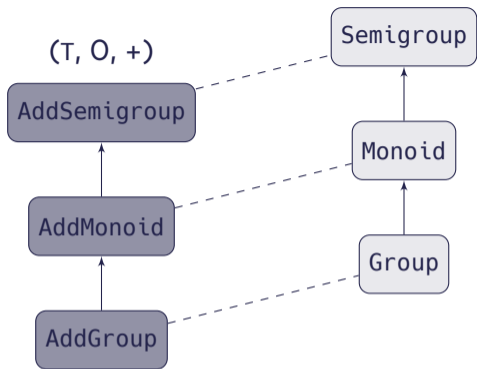 (T, 0, +)
AddSemigroup
AddMonoid
AddGroup
Semigroup
Monoid
Group